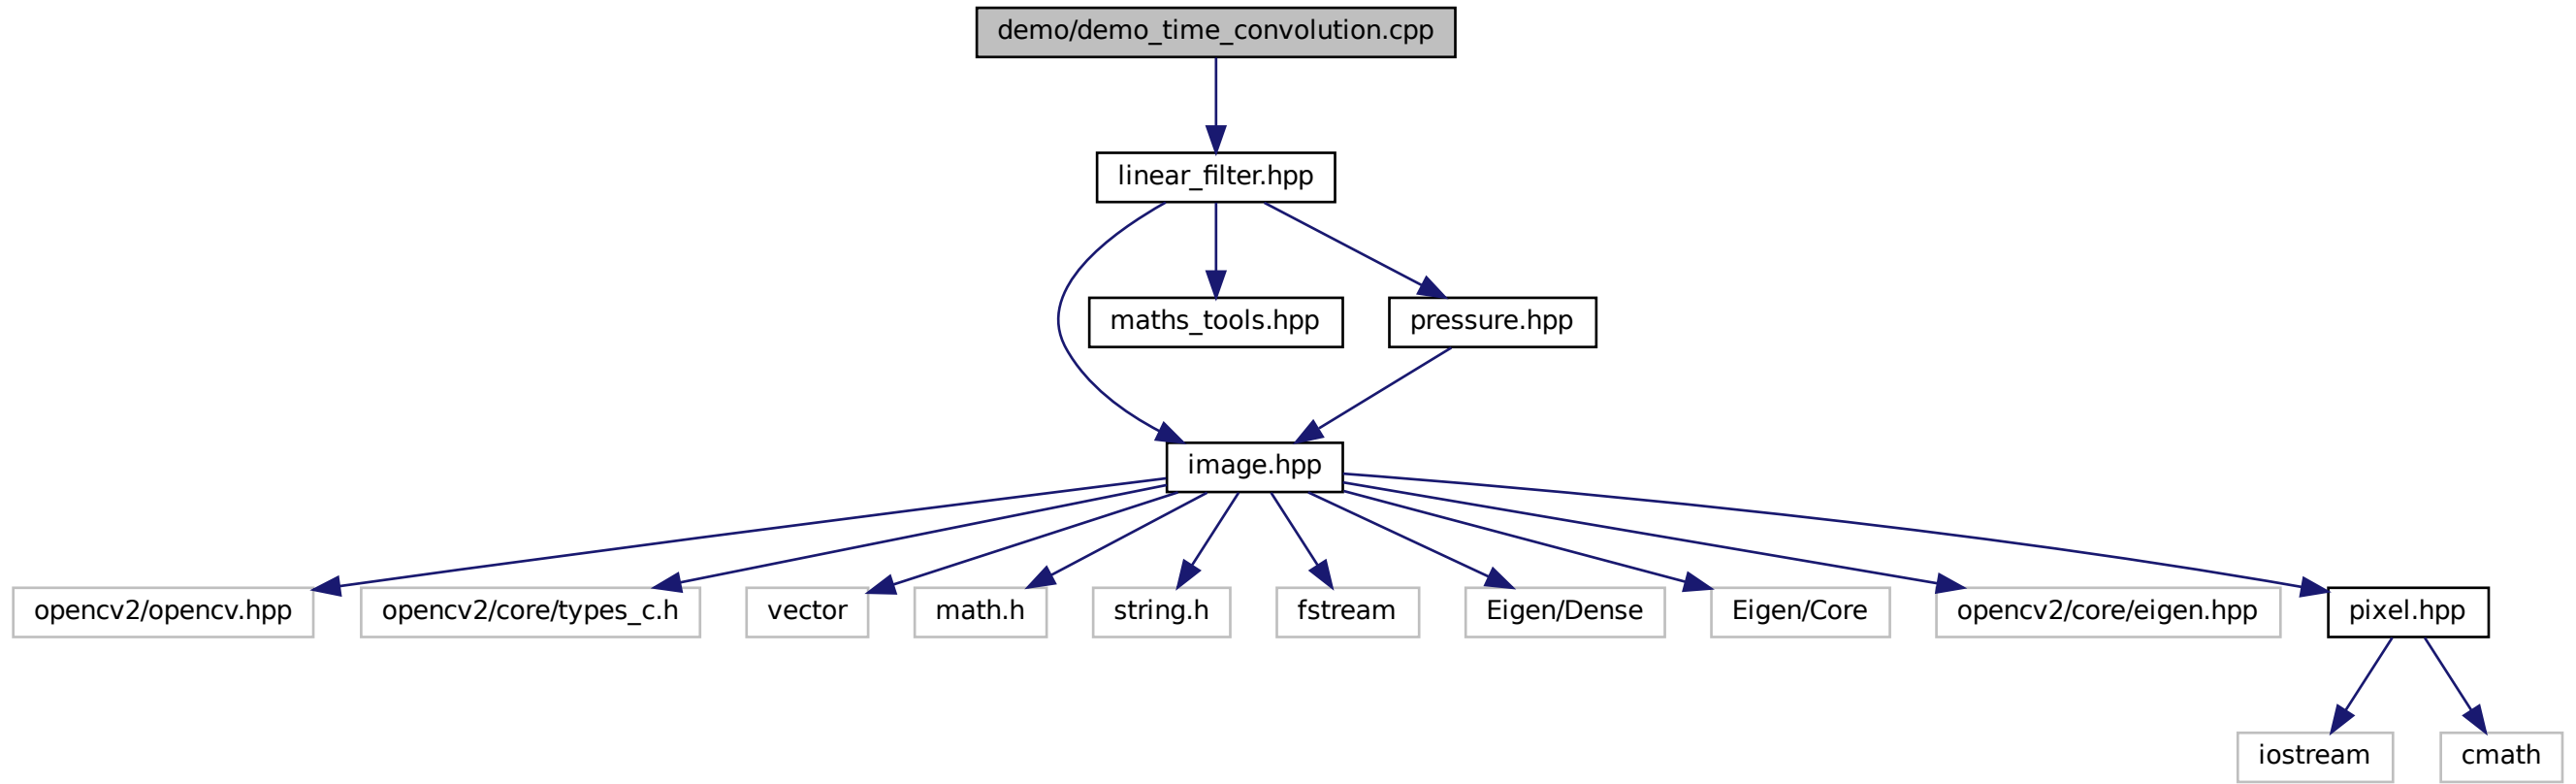 demo/demo_time_convolution.cpp
linear_filter.hpp
maths_tools.hpp
pressure.hpp
image.hpp
opencv2/opencv.hpp
opencv2/core/types_c.h
vector
math.h
string.h
fstream
Eigen/Dense
Eigen/Core
opencv2/core/eigen.hpp
pixel.hpp
iostream
cmath